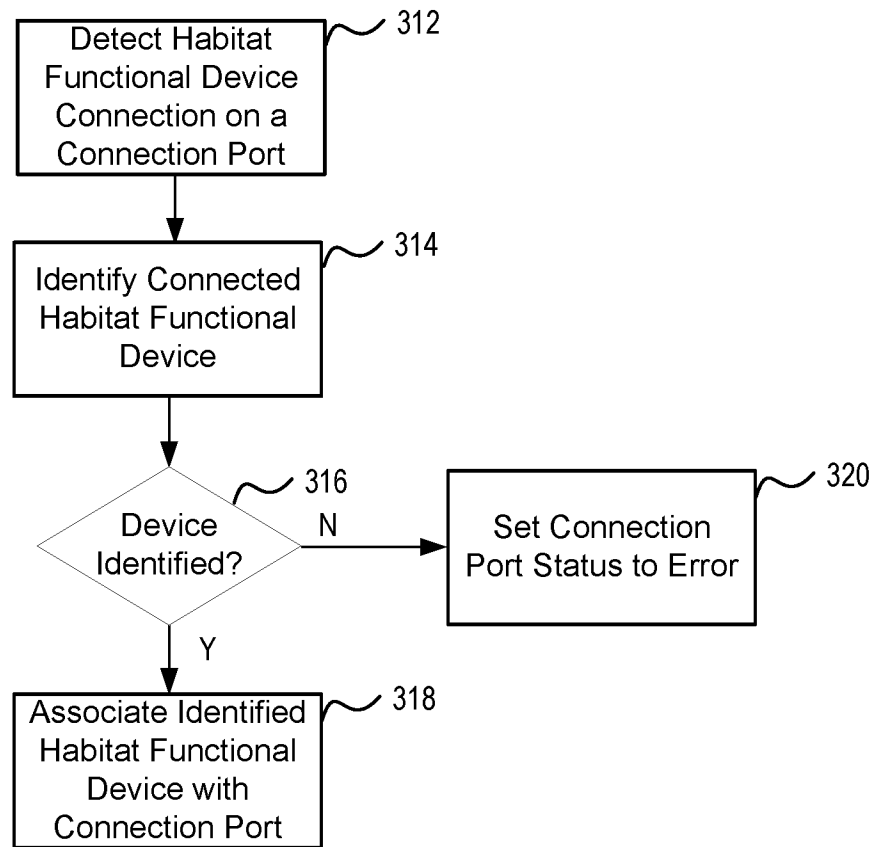 312
Detect Habitat
Functional Device
Connection on a
Connection Port
314
Identify Connected
Habitat Functional
Device
316
Device
Identified?
N
320
Set Connection
Port Status to Error
Y
318
Associate Identified
Habitat Functional
Device with
Connection Port